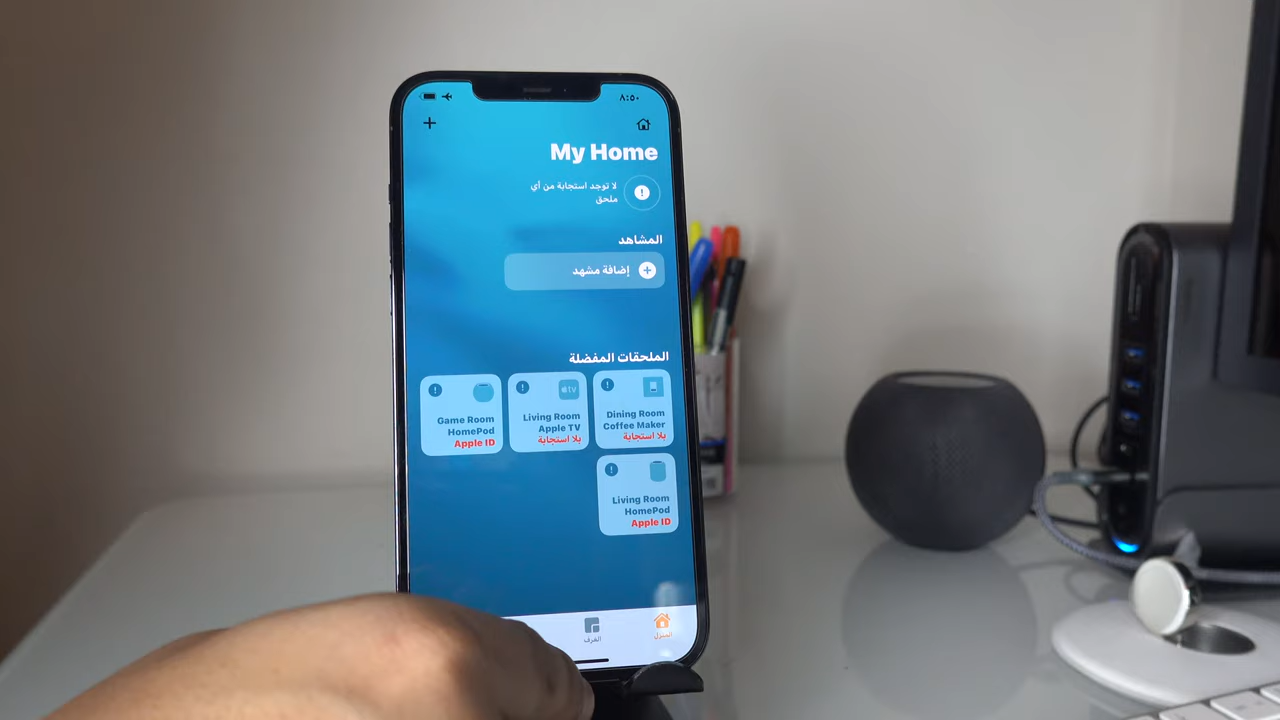 ٨:٥٠
My Home
لا توجد استجابة من أي
ملحق
المشاهد
إضافة مشهد
الملحقات المفضلة
Dining Room
Coffee Maker
بلا استجابة
tv
Living Room
Apple TV
بلا استجابة
Game Room
HomePod
Apple ID
Living Room
HomePod
Apple ID
المنزل
الغرف